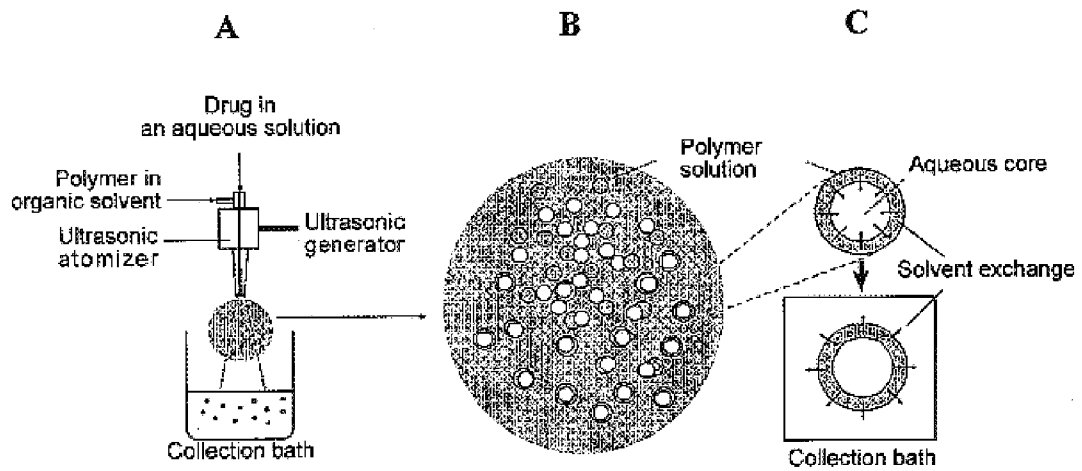 A
B
C
Drug in
an aqueous solution
Polymer in
organic solvent
Ultrasonic
atomizer
Ultrasonic
generator
Collection bath
Polymer
solution
Aqueous core
Solvent exchange
Collection bath